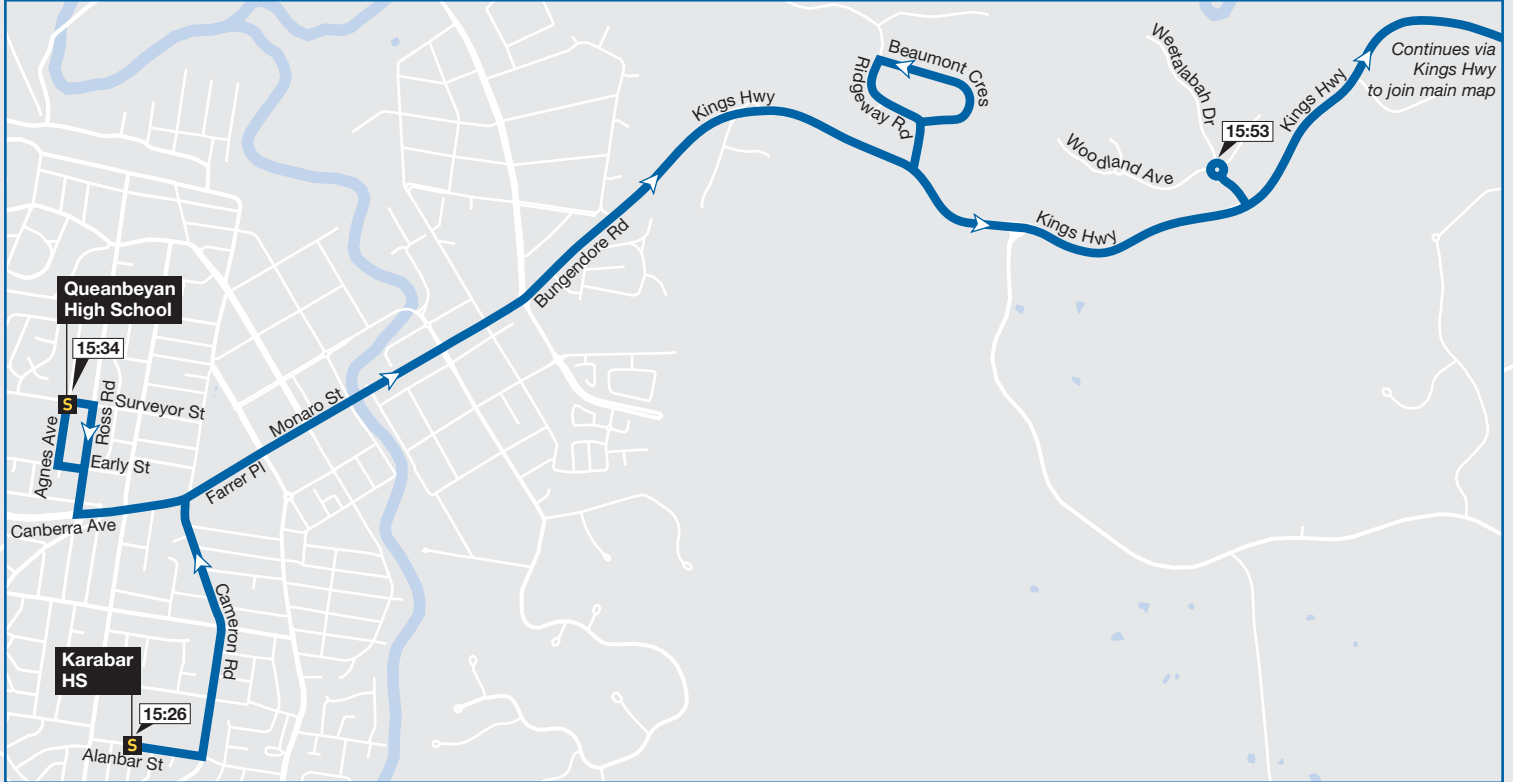 Continues via
Kings Hwy
to join main map
Weetalabah Dr
Beaumont Cres
Ridgeway Rd
Kings Hwy
Kings Hwy
15:53
Woodland Ave
Kings Hwy
Bungendore Rd
Queanbeyan
High School
15:34
S
Ross Rd
Surveyor St
Agnes Ave
Early St
Monaro St
Farrer Pl
Canberra Ave
Cameron Rd
Karabar
HS
15:26
S
Alanbar St